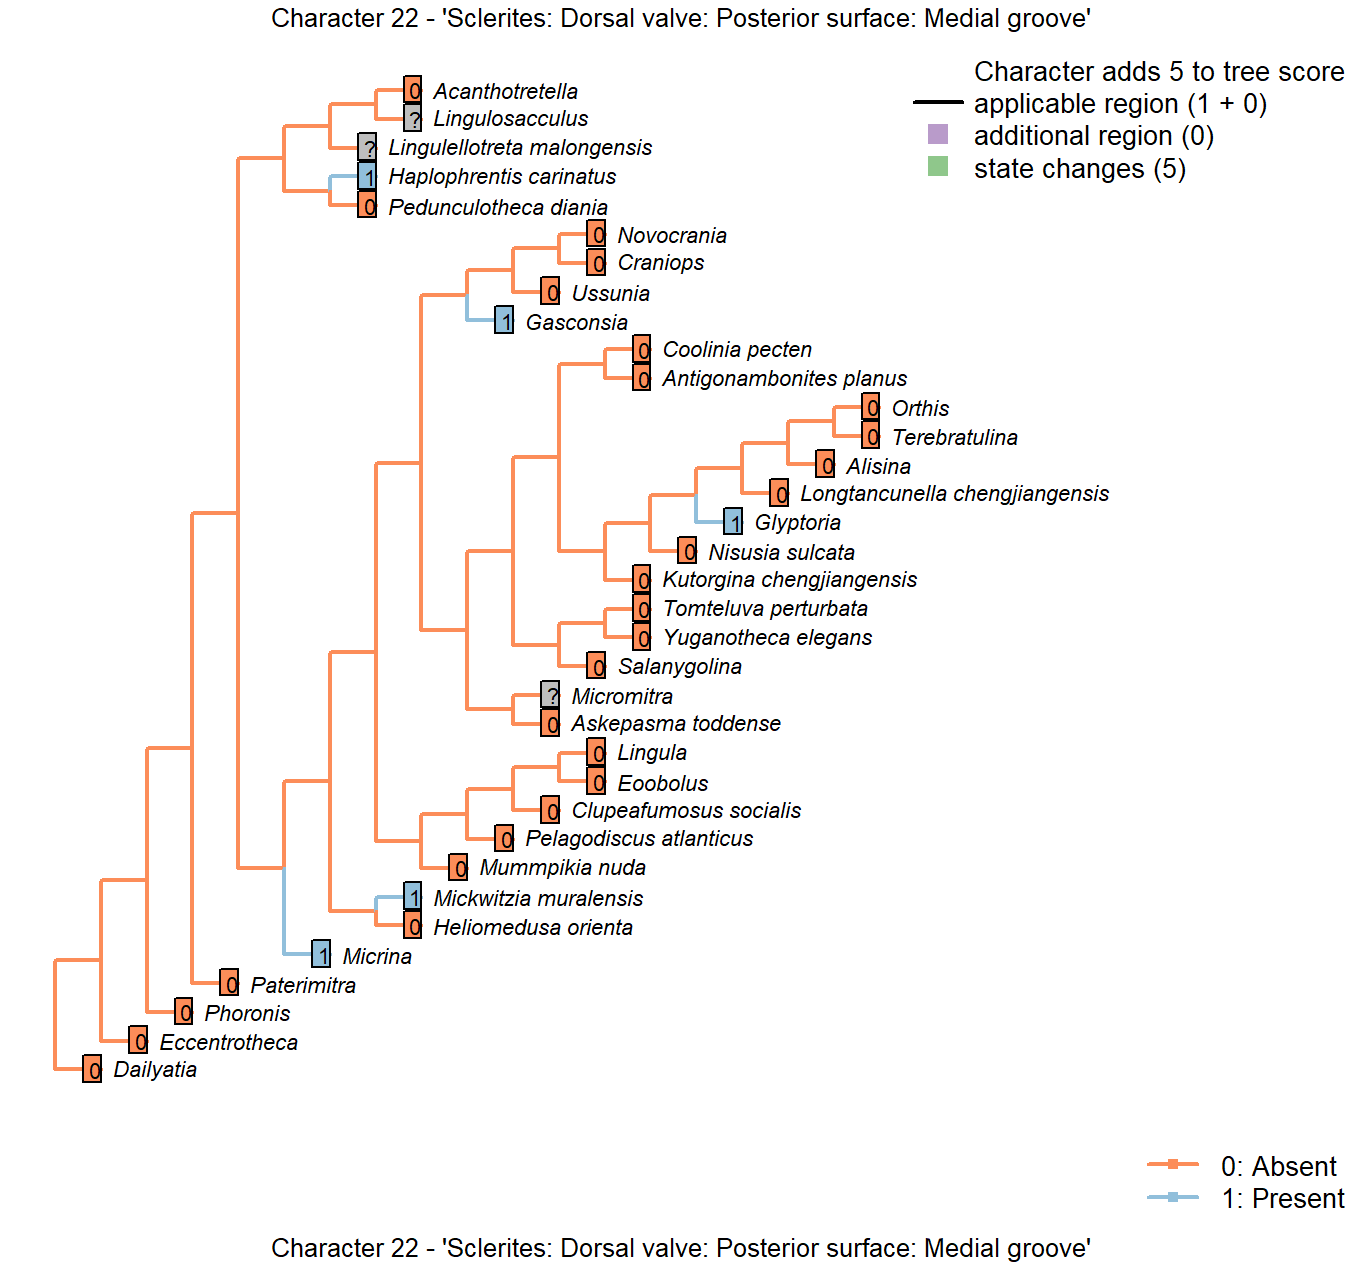 Character 22 - 'Sclerites: Dorsal valve: Posterior surface: Medial groove'
Character adds 5 to tree score
applicable region (1 + 0)
additional region (0)
state changes (5)
0 Acanthotretella
? Lingulosacculus
? Lingulellotreta malongensis
1 Haplophrentis carinatus
0 Pedunculotheca diania
0 Novocrania
0 Craniops
0 Ussunia
1 Gasconsia
0 Coolinia pecten
0 Antigonambonites planus
0 Orthis
0 Terebratulina
0 Alisina
0 Longtancunella chengjiangensis
1 Glyptoria
0 Nisusia sulcata
0 Kutorgina chengjiangensis
0 Tomteluva perturbata
0 Yuganotheca elegans
0 Salanygolina
? Micromitra
0 Askepasma toddense
0 Lingula
0 Eoobolus
0 Clupeafumosus socialis
0 Pelagodiscus atlanticus
0 Mummpikia nuda
1 Mickwitzia muralensis
0 Heliomedusa orienta
1 Micrina
0 Paterimitra
0 Phoronis
0 Eccentrotheca
0 Dailyatia
0: Absent
1: Present
Character 22 - 'Sclerites: Dorsal valve: Posterior surface: Medial groove'